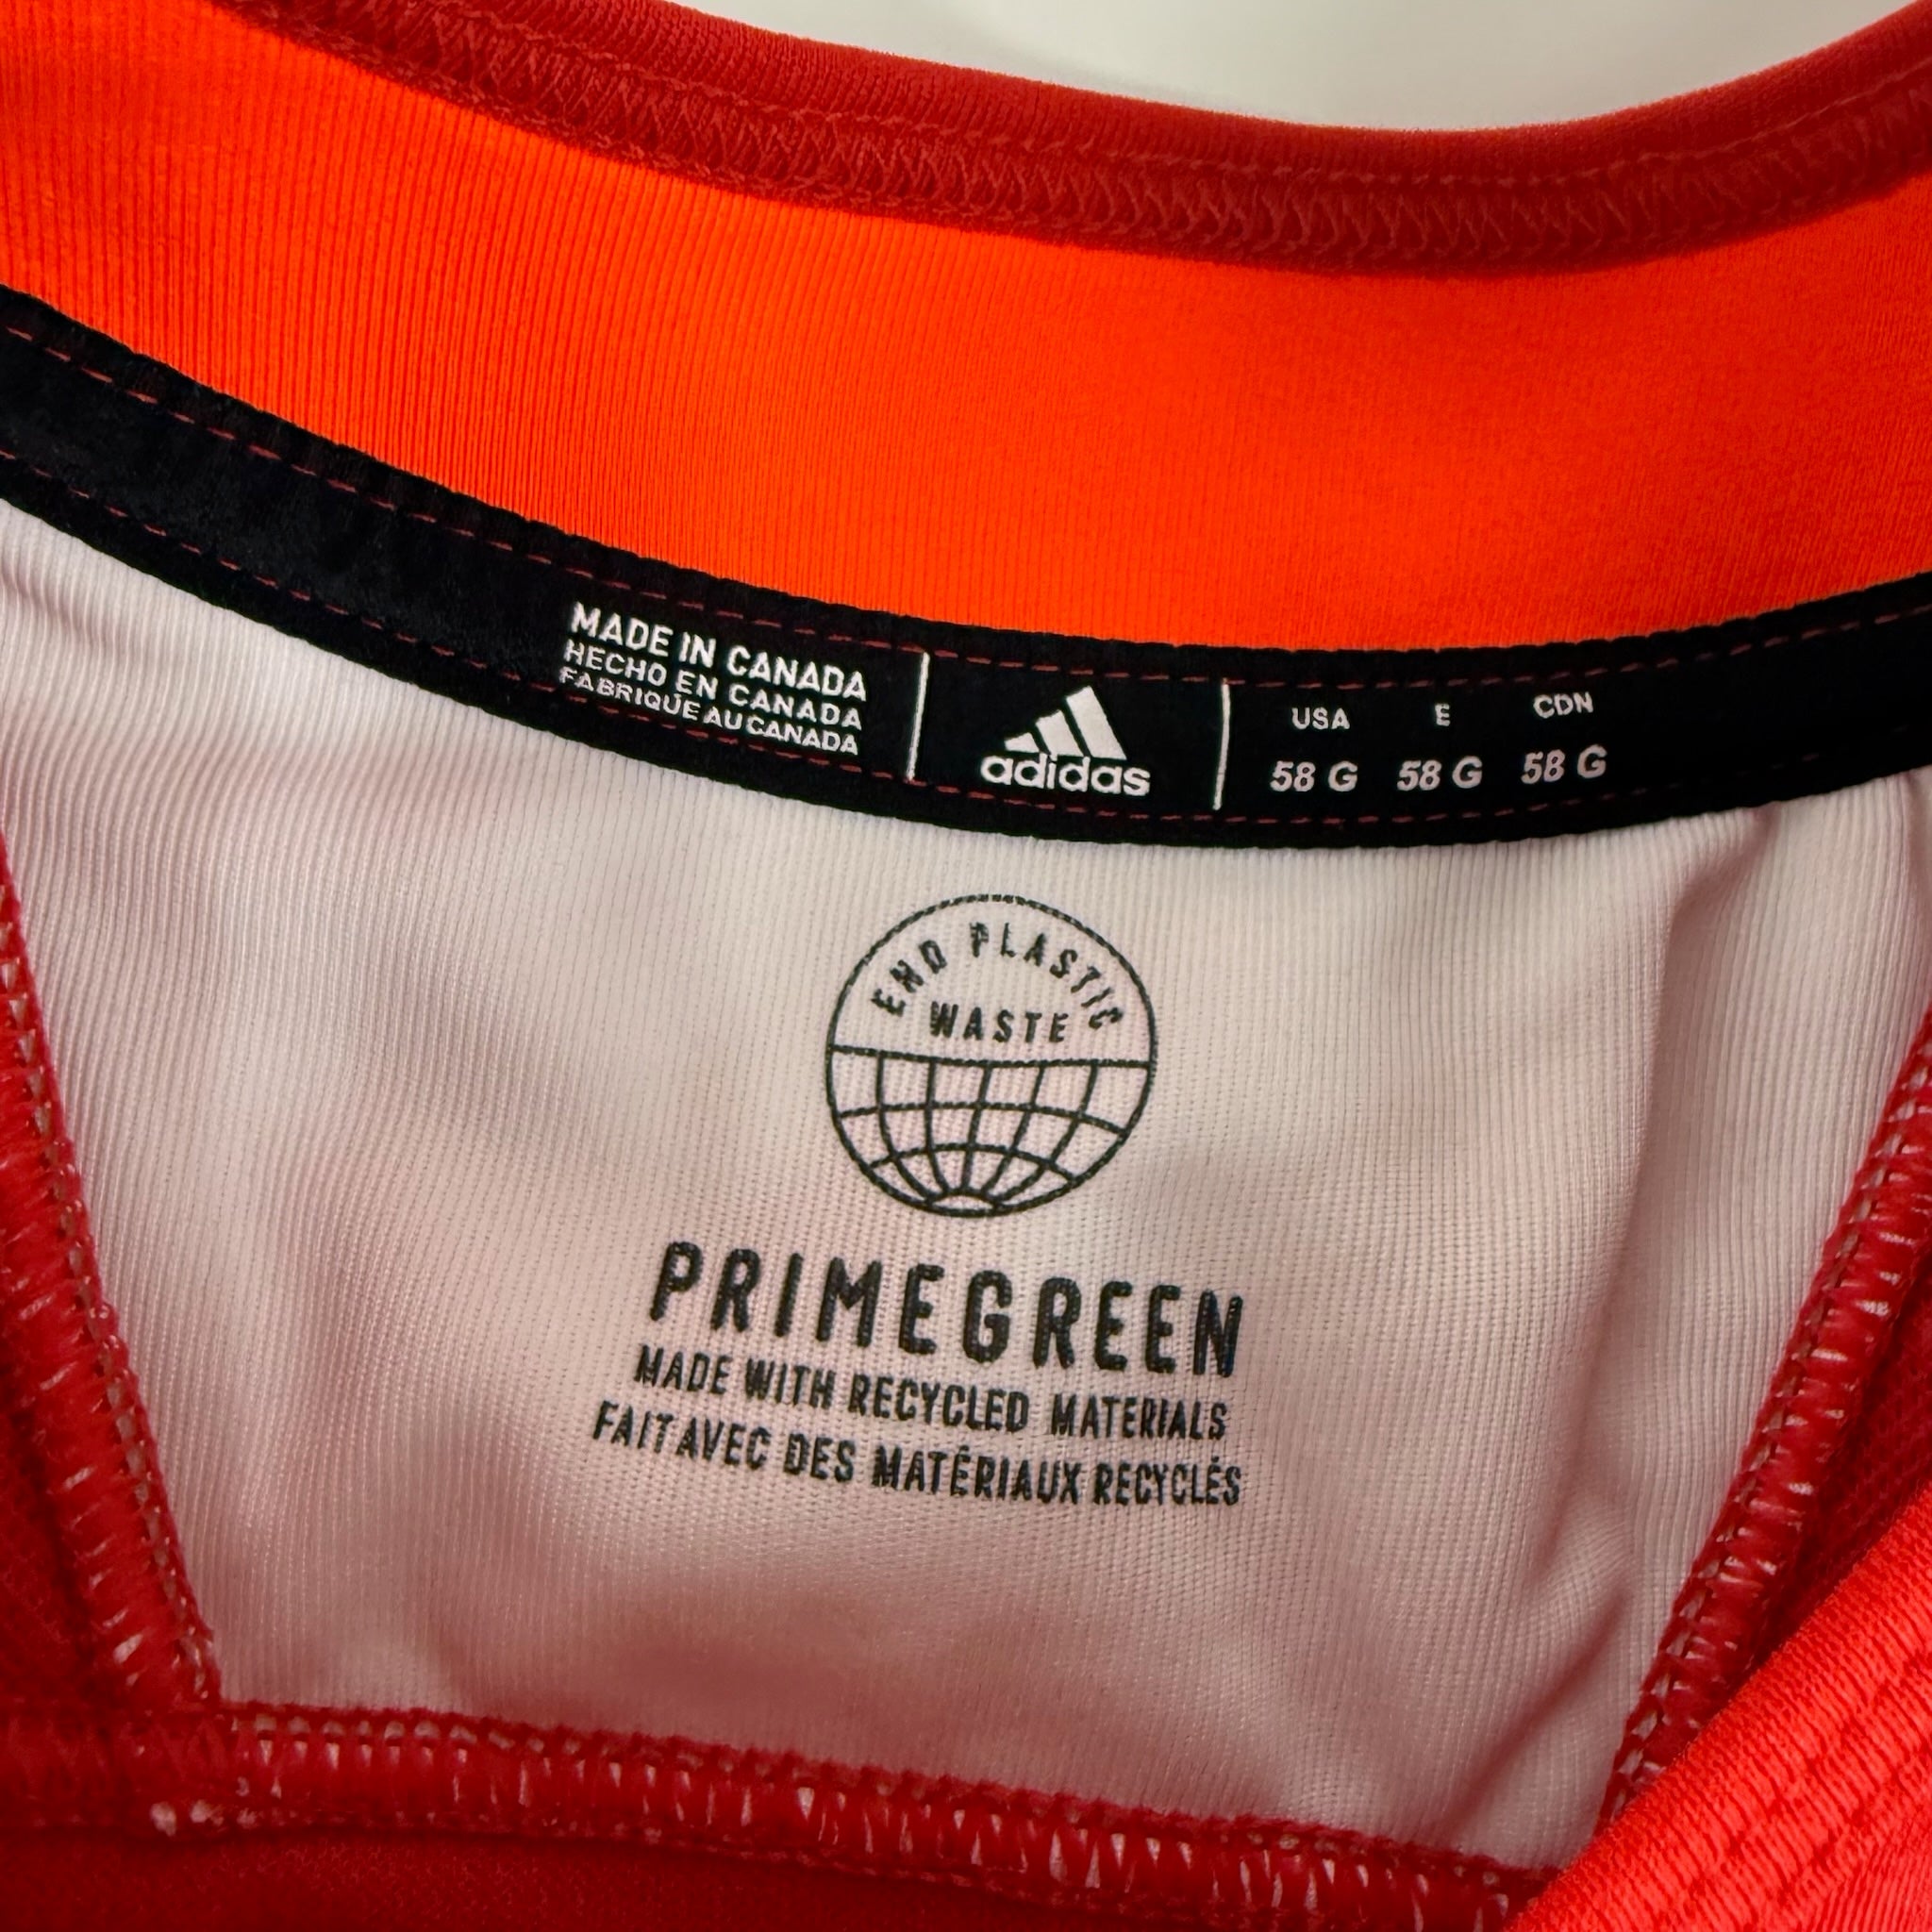 MADE IN CANADA
HECHO EN CANADA
FABRIQUÉ AU CANADA
adidas
USA E CDN
58 G 58 G 58 G
END PLASTIC
WASTE
PRIMEGREEN
MADE WITH RECYCLED MATERIALS
FAIT AVEC DES MATÉRIAUX RECYCLÉS